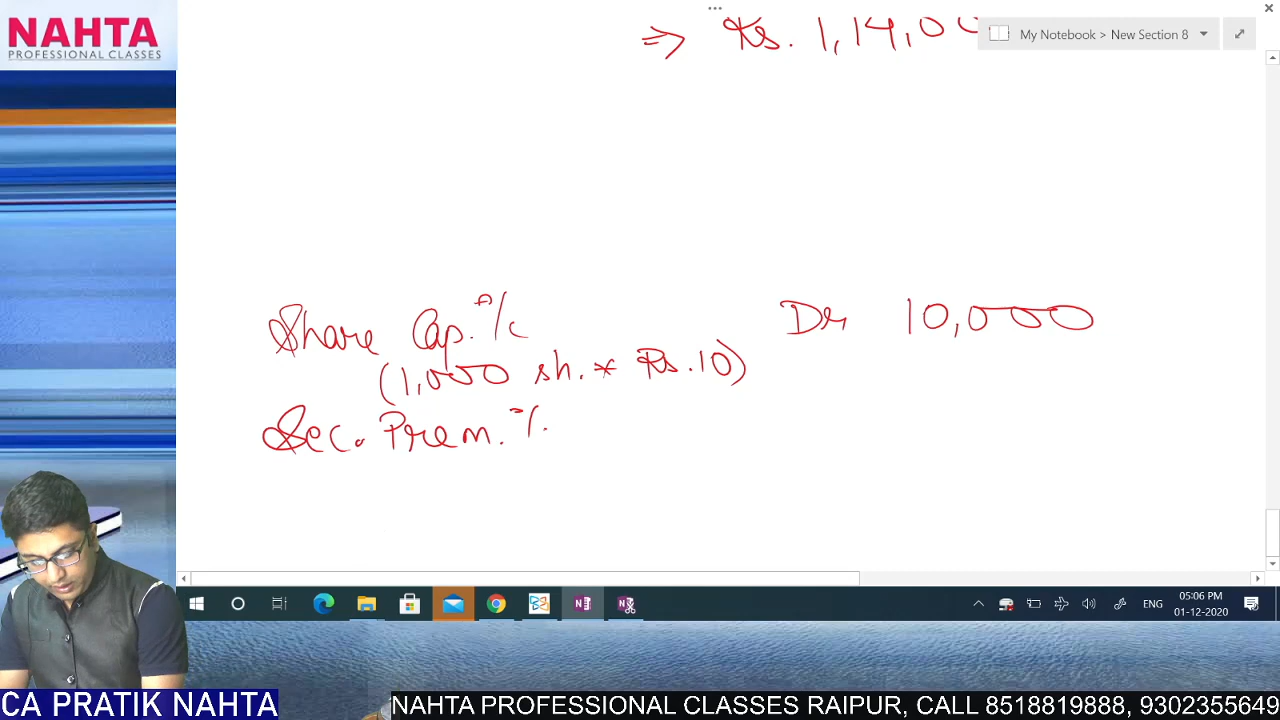 NAHTA
PROFESSIONAL CLASSES
⇒ Rs. 1,14,00
My Notebook > New Section 8
Share Cap. A/c Dr 10,000
(1,000 sh. * Rs. 10)
Sec. Prem. A/c
ENG
05:06 PM
01-12-2020
CA PRATIK NAHTA
NAHTA PROFESSIONAL CLASSES RAIPUR, CALL 8518819888, 9302355649